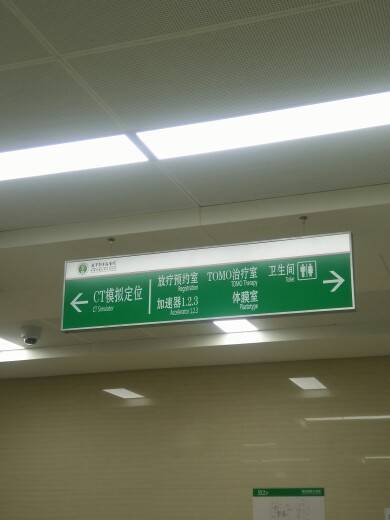 CT模拟定位
CT Simulator
放疗预约室
Registration
加速器1.2.3
Accelerator 1.2.3
TOMO治疗室
TOMO Therapy
体膜室
卫生间
Toilet